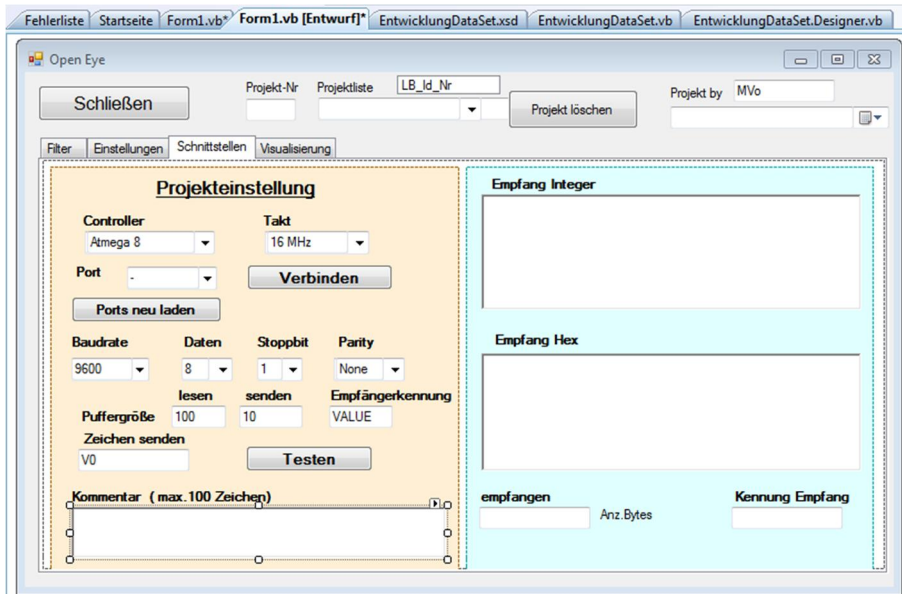 Fehlerliste Startseite Form1.vb* Form1.vb [Entwurf]* EntwicklungDataSet.xsd EntwicklungDataSet.vb EntwicklungDataSet.Designer.vb
Open Eye
Schließen
Projekt-Nr Projektliste LB_Id_Nr
Projekt löschen
Projekt by MVo
Filter Einstellungen Schnittstellen Visualisierung
Projekteinstellung
Controller Takt
Atmega 8 16 MHz
Port - Verbinden
Ports neu laden
Baudrate Daten Stoppbit Parity
9600 8 1 None
lesen senden Empfängerkennung
Puffergröße 100 10 VALUE
Zeichen senden
V0 Testen
Kommentar ( max.100 Zeichen)
Empfang Integer
Empfang Hex
empfangen Kennung Empfang
Anz.Bytes